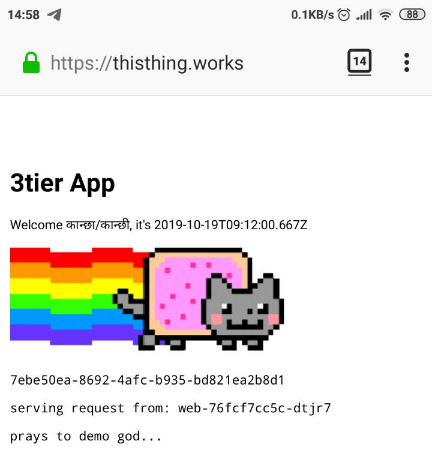 14:58 0.1KB/s 88
https://thisthing.works 14
3tier App
Welcome कान्छा/कान्छी, it's 2019-10-19T09:12:00.667Z
7ebe50ea-8692-4afc-b935-bd821ea2b8d1
serving request from: web-76fcf7cc5c-dtjr7
prays to demo god...